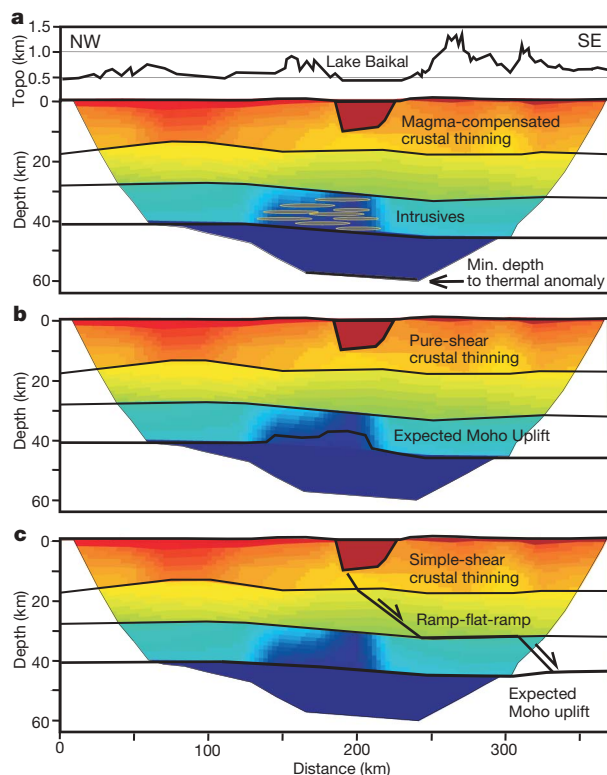 a
Topo (km)
1.5
1.0
0.5
NW
Lake Baikal
SE
Depth (km)
0
20
40
60
Magma-compensated
crustal thinning
Intrusives
Min. depth
to thermal anomaly
b
Depth (km)
0
20
40
60
Pure-shear
crustal thinning
Expected Moho Uplift
c
Depth (km)
0
20
40
60
Simple-shear
crustal thinning
Ramp-flat-ramp
Expected
Moho uplift
0
100
200
300
Distance (km)